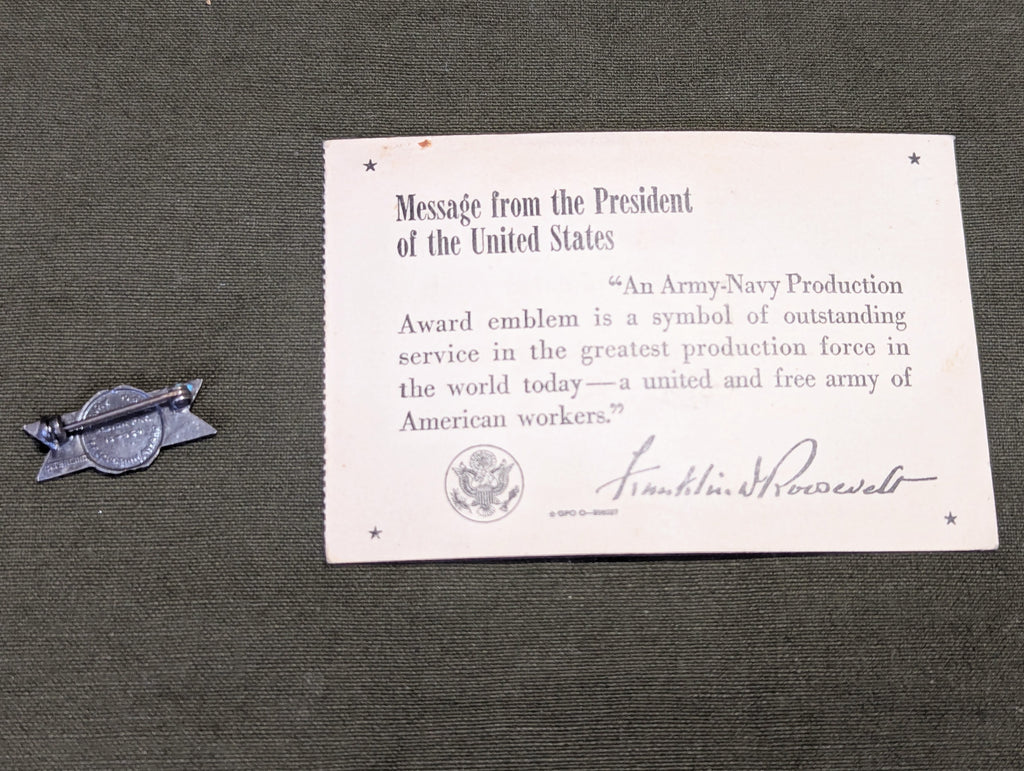 Message from the President
of the United States
“An Army-Navy Production
Award emblem is a symbol of outstanding
service in the greatest production force in
the world today—a united and free army of
American workers.”
Franklin D Roosevelt
GPO